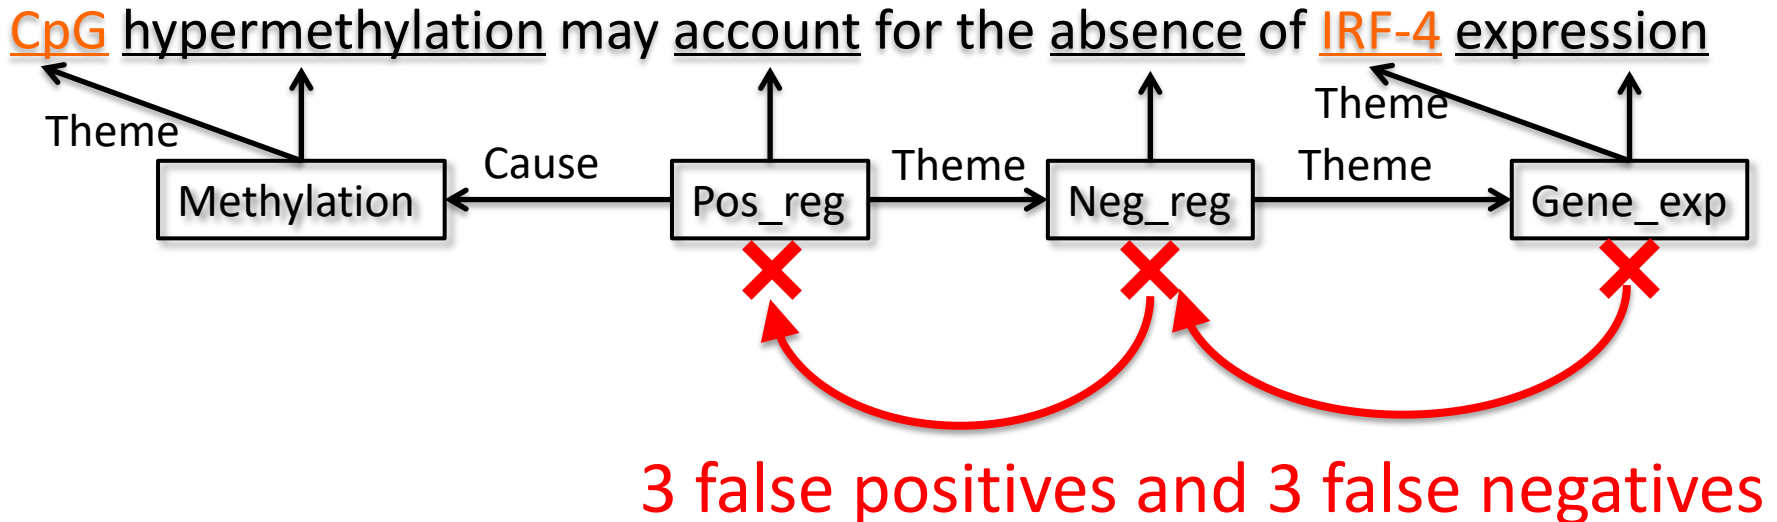 CpG hypermethylation may account for the absence of IRF-4 expression
Theme
Theme
Cause
Theme
Theme
Methylation
Pos_reg
Neg_reg
Gene_exp
3 false positives and 3 false negatives